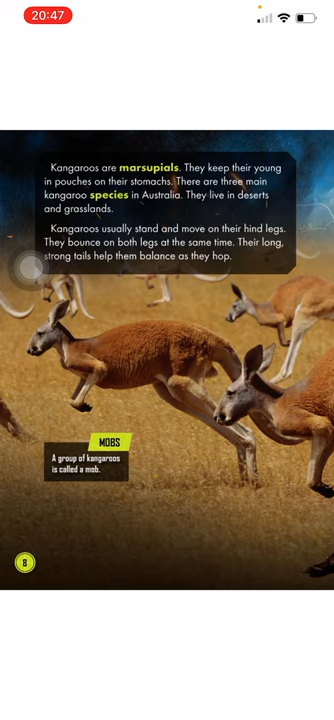 20:47
Kangaroos are marsupials. They keep their young
in pouches on their stomachs. There are three main
kangaroo species in Australia. They live in deserts
and grasslands.
Kangaroos usually stand and move on their hind legs.
They bounce on both legs at the same time. Their long,
strong tails help them balance as they hop.
MOBS
A group of kangaroos
is called a mob.
8